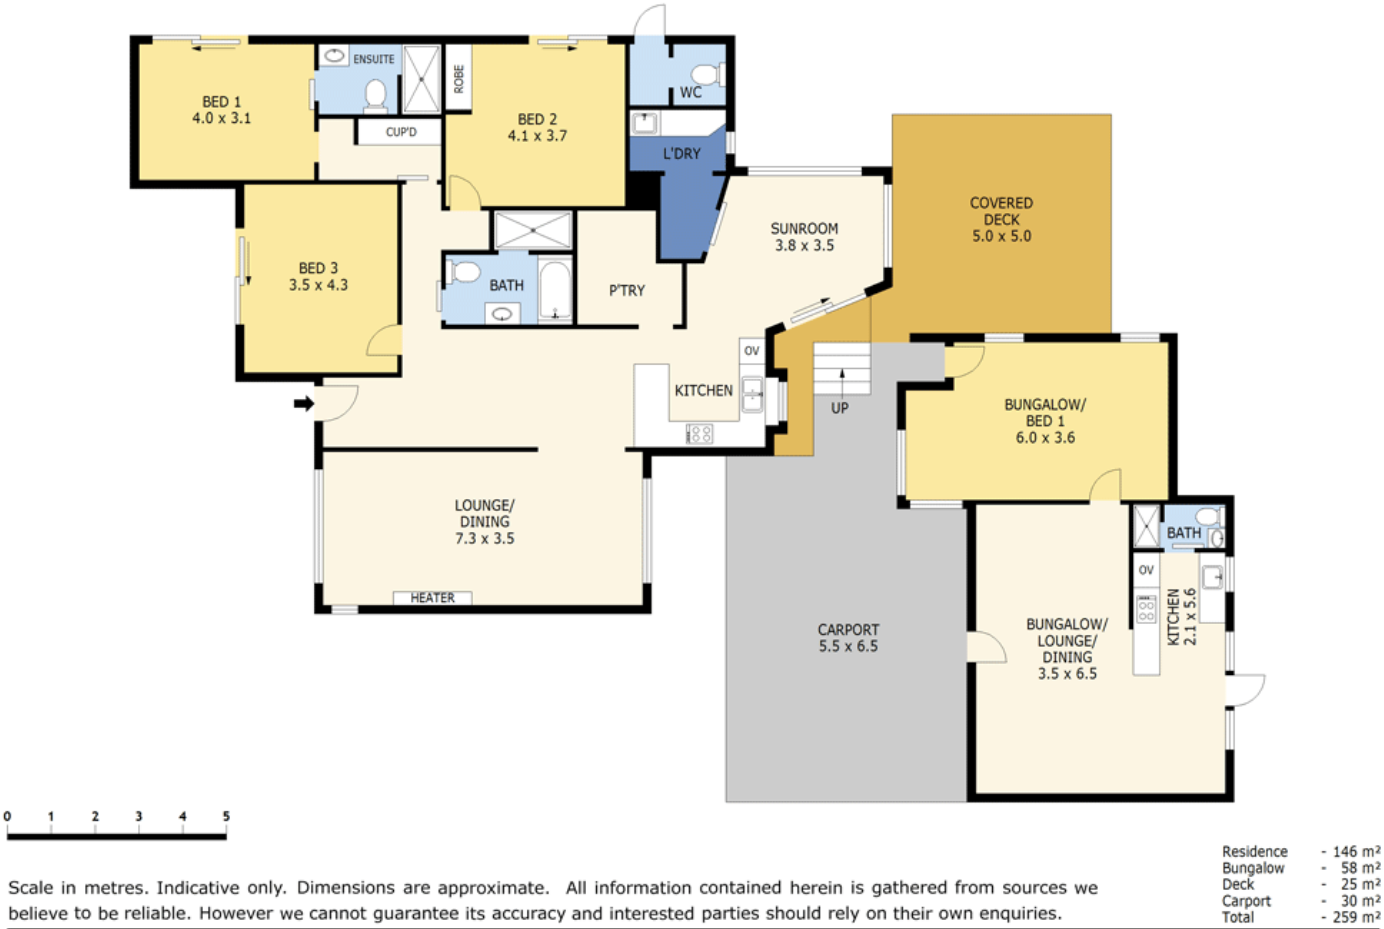 BED 1
4.0 x 3.1
ENSUITE
CUP'D
ROBE
BED 2
4.1 x 3.7
WC
L'DRY
BED 3
3.5 x 4.3
BATH
P'TRY
SUNROOM
3.8 x 3.5
COVERED
DECK
5.0 x 5.0
OV
KITCHEN
UP
LOUNGE/
DINING
7.3 x 3.5
HEATER
BUNGALOW/
BED 1
6.0 x 3.6
CARPORT
5.5 x 6.5
BATH
OV
KITCHEN
2.1 x 5.6
BUNGALOW/
LOUNGE/
DINING
3.5 x 6.5
0 1 2 3 4 5
Scale in metres. Indicative only. Dimensions are approximate. All information contained herein is gathered from sources we
believe to be reliable. However we cannot guarantee its accuracy and interested parties should rely on their own enquiries.
Residence - 146 m²
Bungalow - 58 m²
Deck - 25 m²
Carport - 30 m²
Total - 259 m²